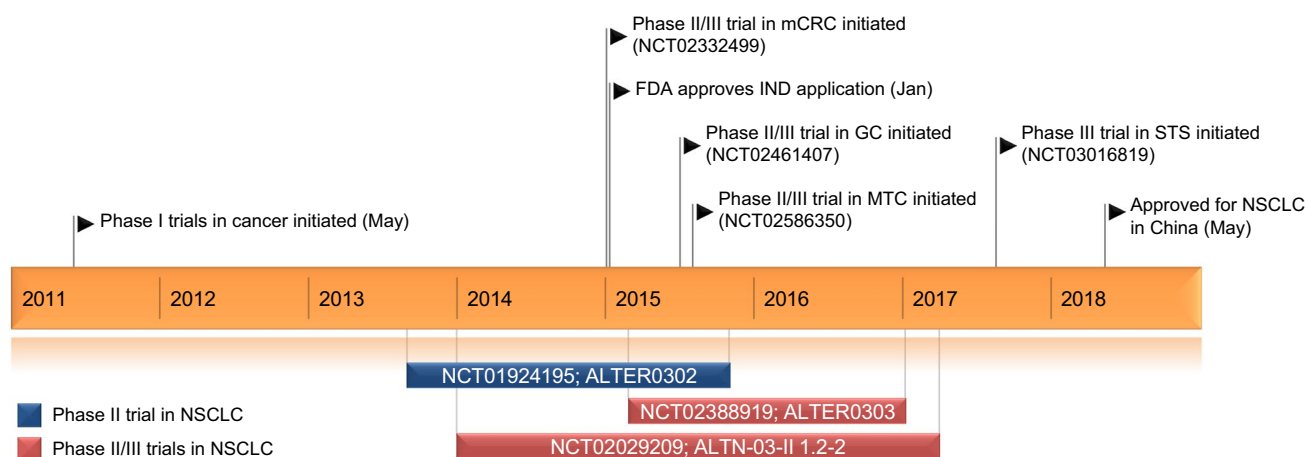 Phase II/III trial in mCRC initiated
(NCT02332499)
FDA approves IND application (Jan)
Phase II/III trial in GC initiated
(NCT02461407)
Phase III trial in STS initiated
(NCT03016819)
Phase II/III trial in MTC initiated
(NCT02586350)
Phase I trials in cancer initiated (May)
Approved for NSCLC
in China (May)
2011
2012
2013
2014
2015
2016
2017
2018
NCT01924195; ALTER0302
NCT02388919; ALTER0303
NCT02029209; ALTN-03-II 1.2-2
Phase II trial in NSCLC
Phase II/III trials in NSCLC